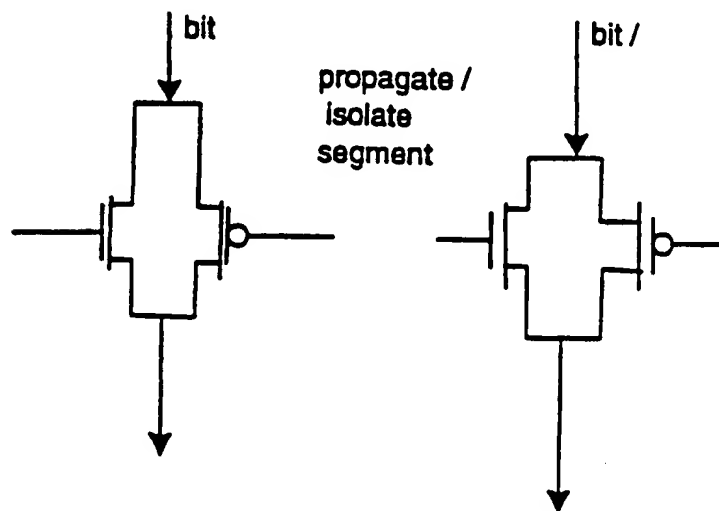 bit
bit /
propagate /
isolate
segment